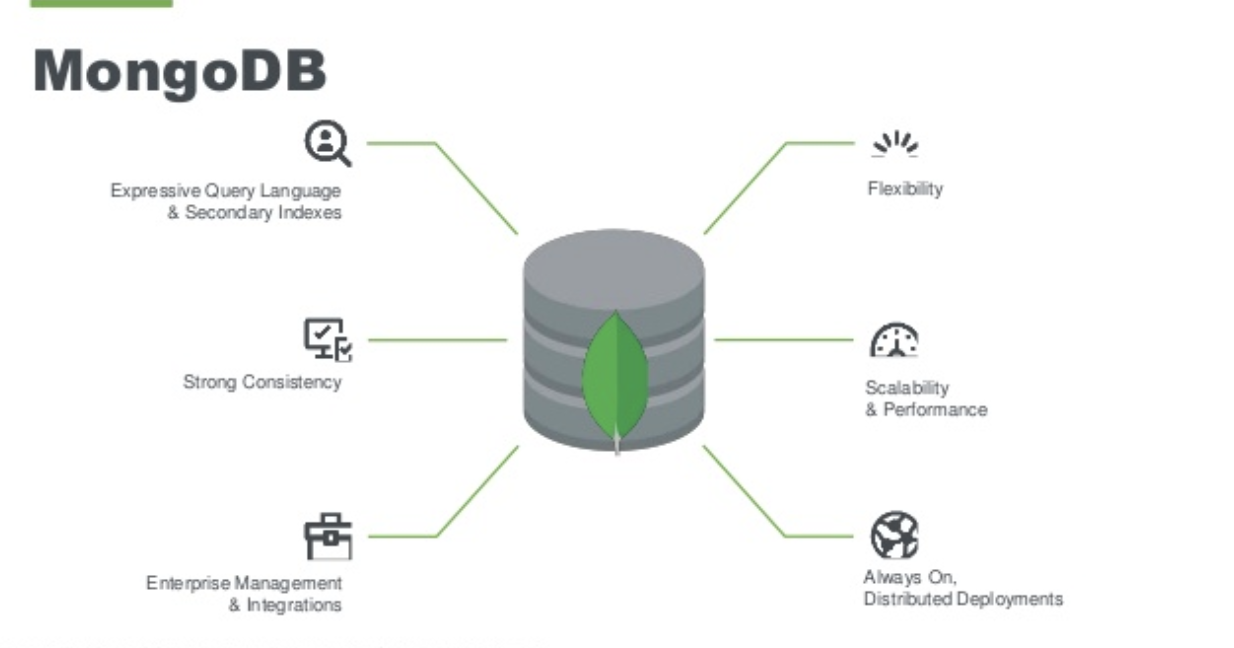 MongoDB
Expressive Query Language
& Secondary Indexes
Flexibility
Strong Consistency
Scalability
& Performance
Enterprise Management
& Integrations
Always On,
Distributed Deployments